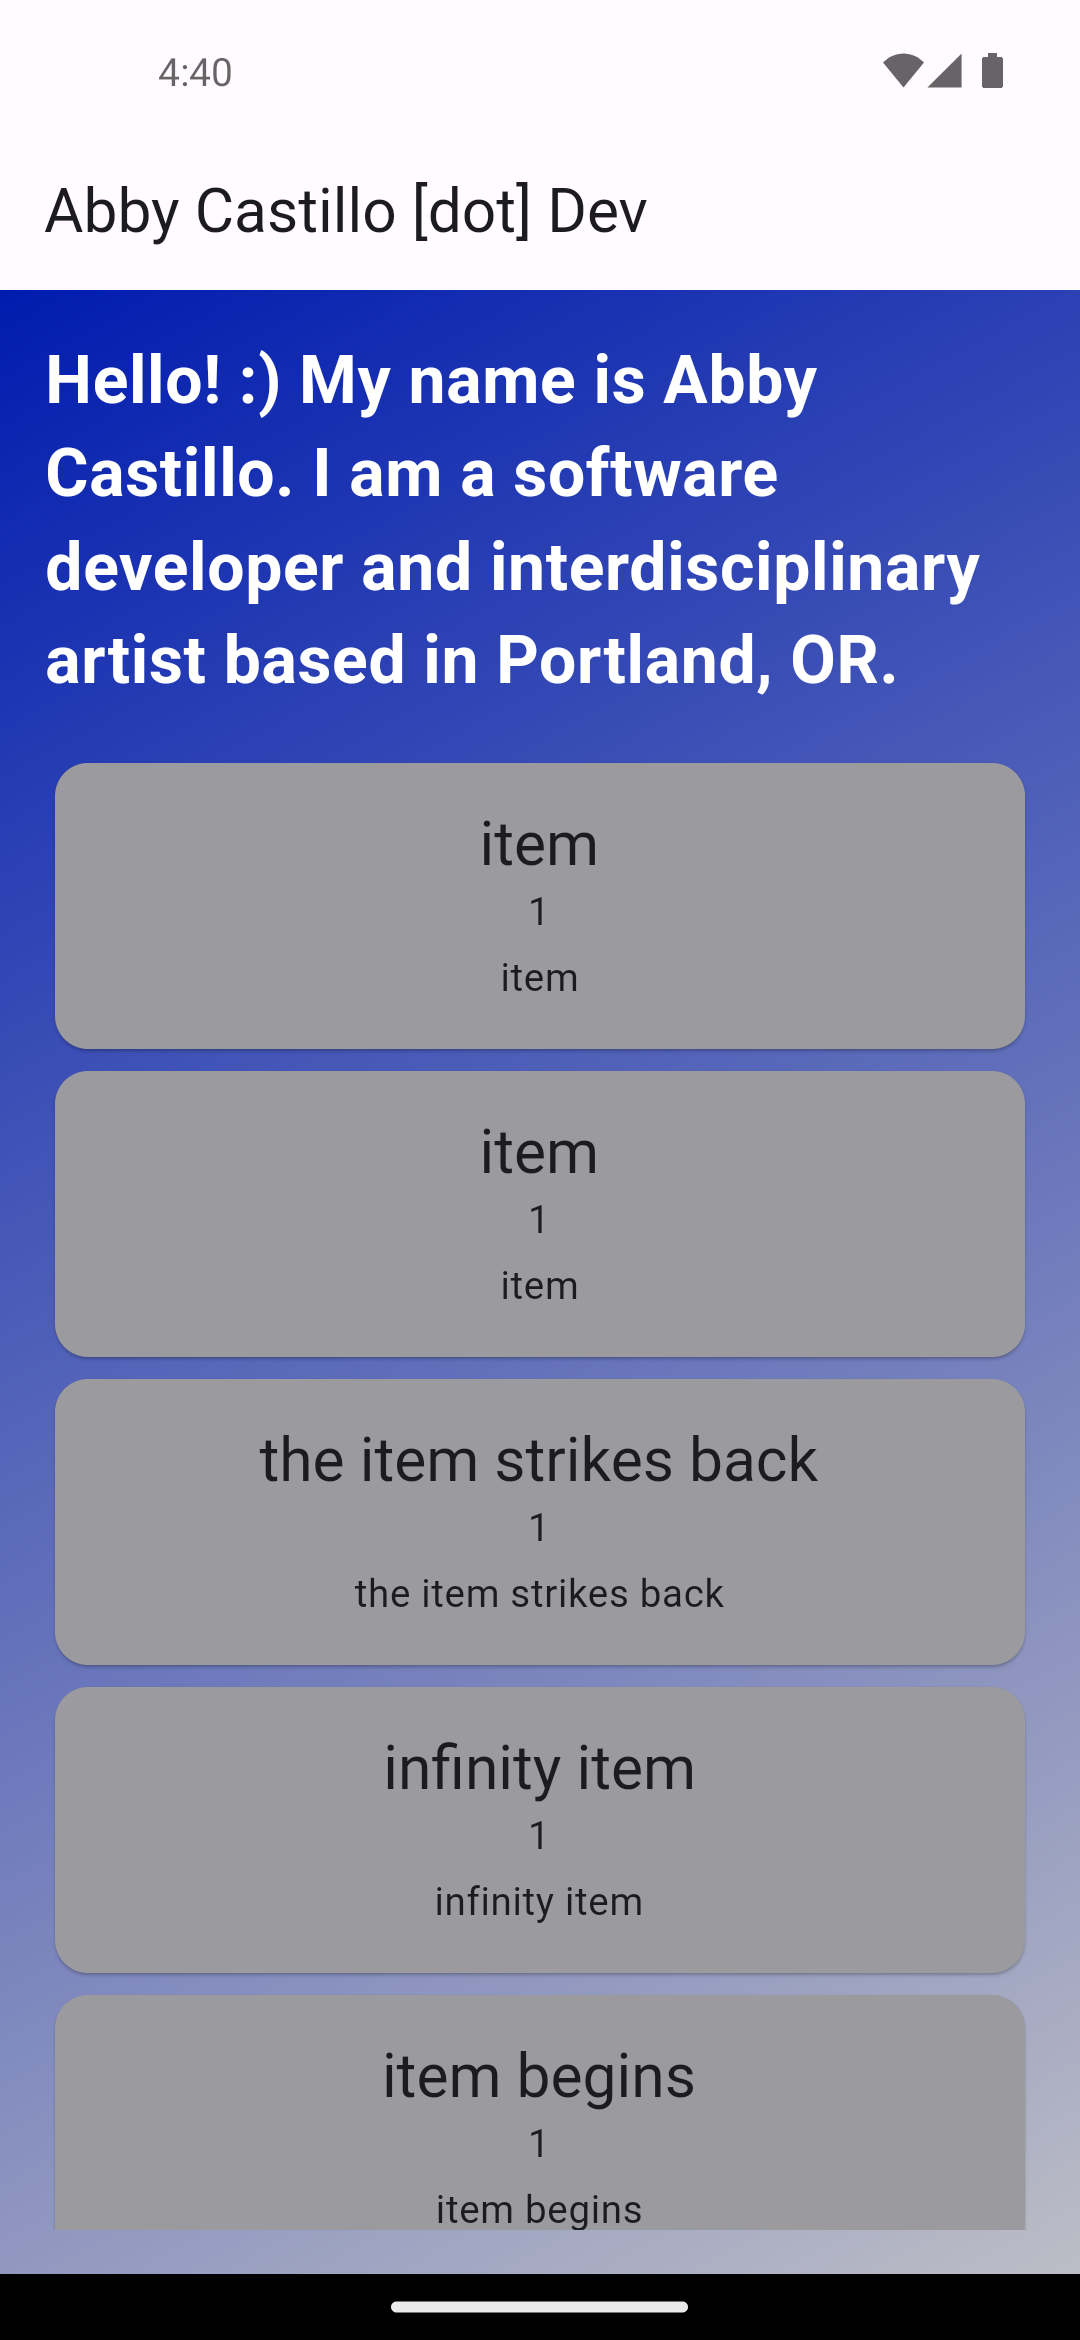 4:40
Abby Castillo [dot] Dev
Hello! :) My name is Abby
Castillo. I am a software
developer and interdisciplinary
artist based in Portland, OR.
item
1
item
item
1
item
the item strikes back
1
the item strikes back
infinity item
1
infinity item
item begins
1
item begins